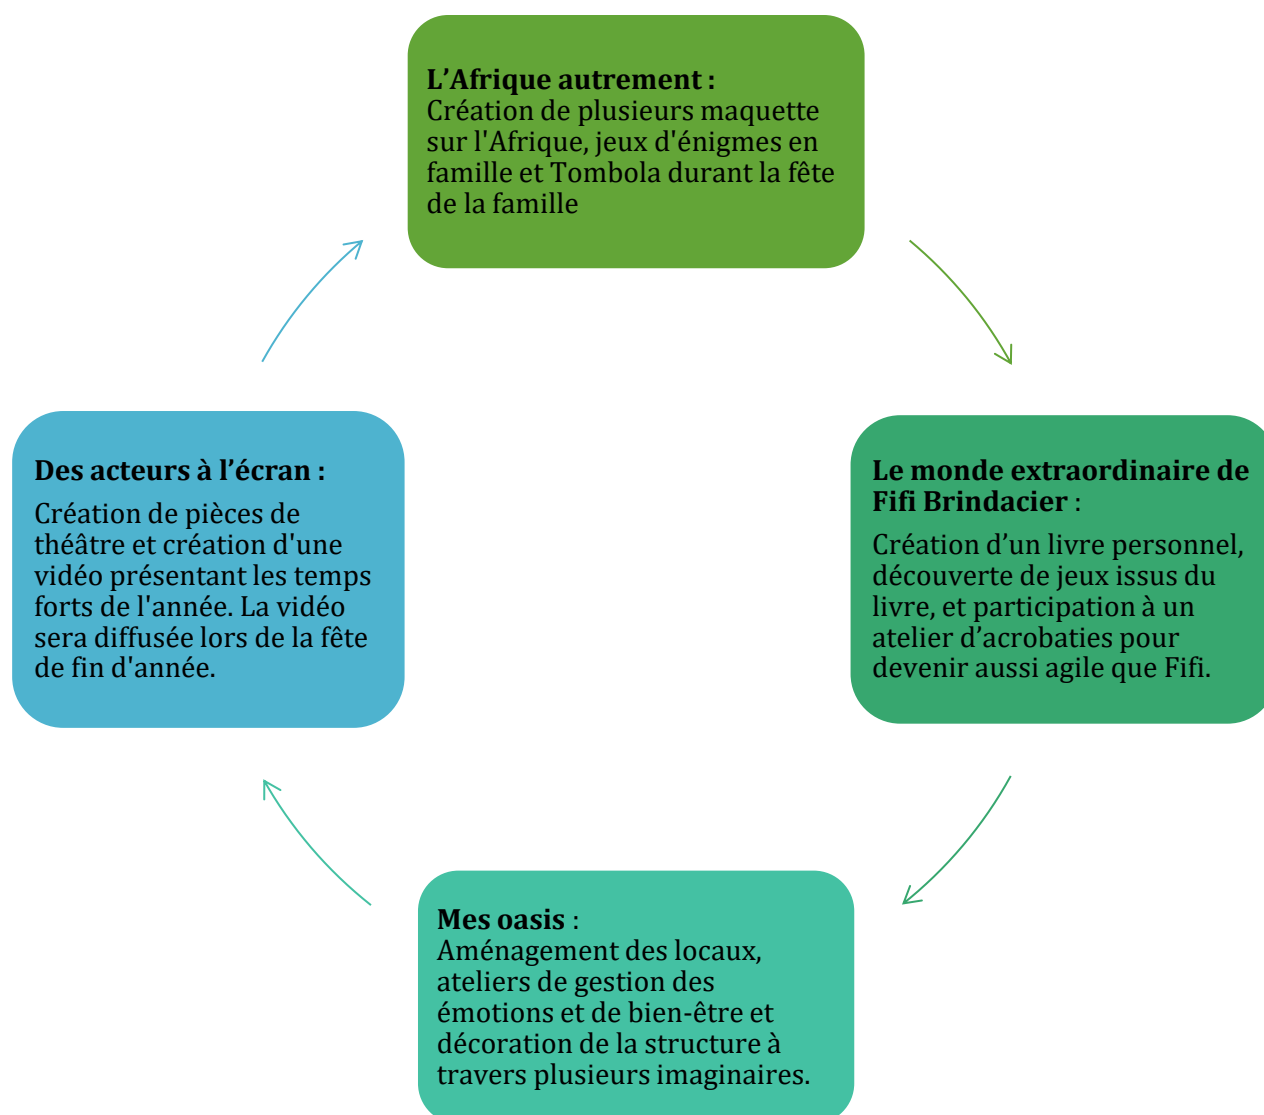 L’Afrique autrement :
Création de plusieurs maquette
sur l'Afrique, jeux d'énigmes en
famille et Tombola durant la fête
de la famille
Le monde extraordinaire de
Fifi Brindacier :
Création d’un livre personnel,
découverte de jeux issus du
livre, et participation à un
atelier d’acrobaties pour
devenir aussi agile que Fifi.
Mes oasis :
Aménagement des locaux,
ateliers de gestion des
émotions et de bien-être et
décoration de la structure à
travers plusieurs imaginaires.
Des acteurs à l’écran :
Création de pièces de
théâtre et création d'une
vidéo présentant les temps
forts de l'année. La vidéo
sera diffusée lors de la fête
de fin d'année.